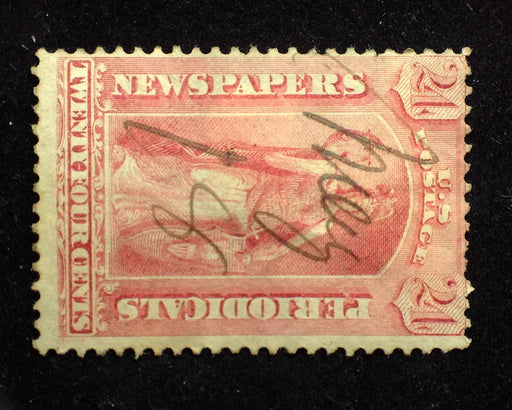 24 24
U.S.
POSTAGE
NEWSPAPERS
PERIODICALS
TWENTY FOUR CENTS